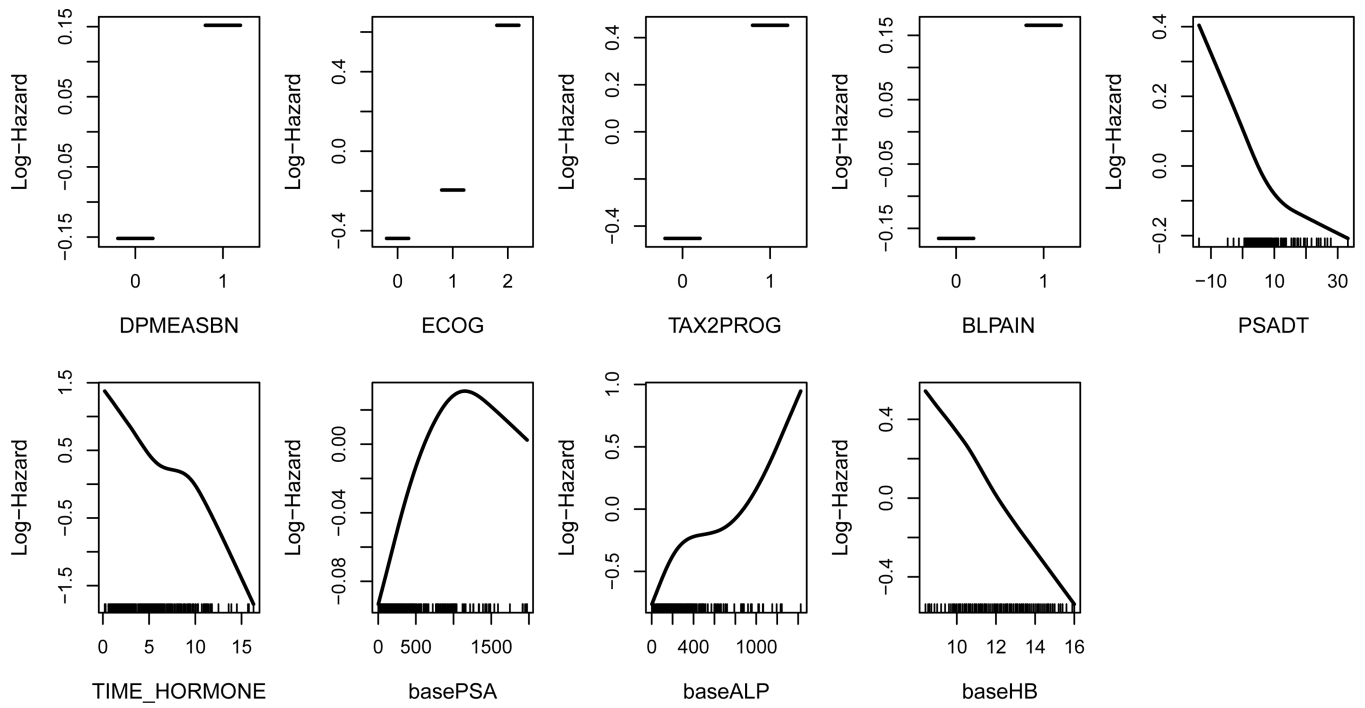 Log−Hazard
−0.15 −0.05 0.05 0.15
0 1
DPMEASBN
Log−Hazard
−0.4 0.0 0.4
0 1 2
ECOG
Log−Hazard
−0.4 −0.2 0.0 0.2 0.4
0 1
TAX2PROG
Log−Hazard
−0.15 −0.05 0.05 0.15
0 1
BLPAIN
Log−Hazard
−0.2 0.0 0.2 0.4
−10 10 30
PSADT
Log−Hazard
−1.5 −0.5 0.5 1.5
0 5 10 15
TIME_HORMONE
Log−Hazard
−0.08 −0.04 0.00
0 500 1500
basePSA
Log−Hazard
−0.5 0.0 0.5 1.0
0 400 1000
baseALP
Log−Hazard
−0.4 0.0 0.4
10 12 14 16
baseHB